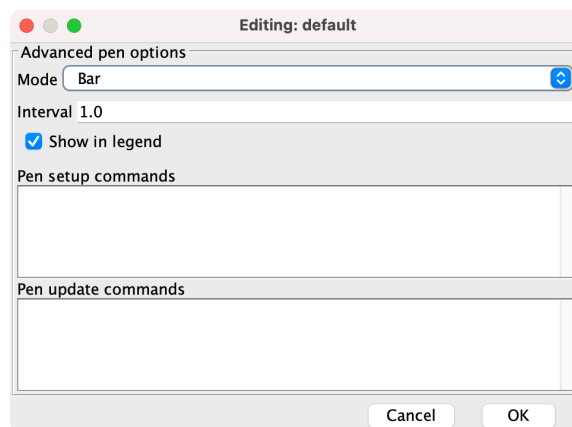 Editing: default
Advanced pen options
Mode Bar
Interval 1.0
Show in legend
Pen setup commands
Pen update commands
Cancel OK